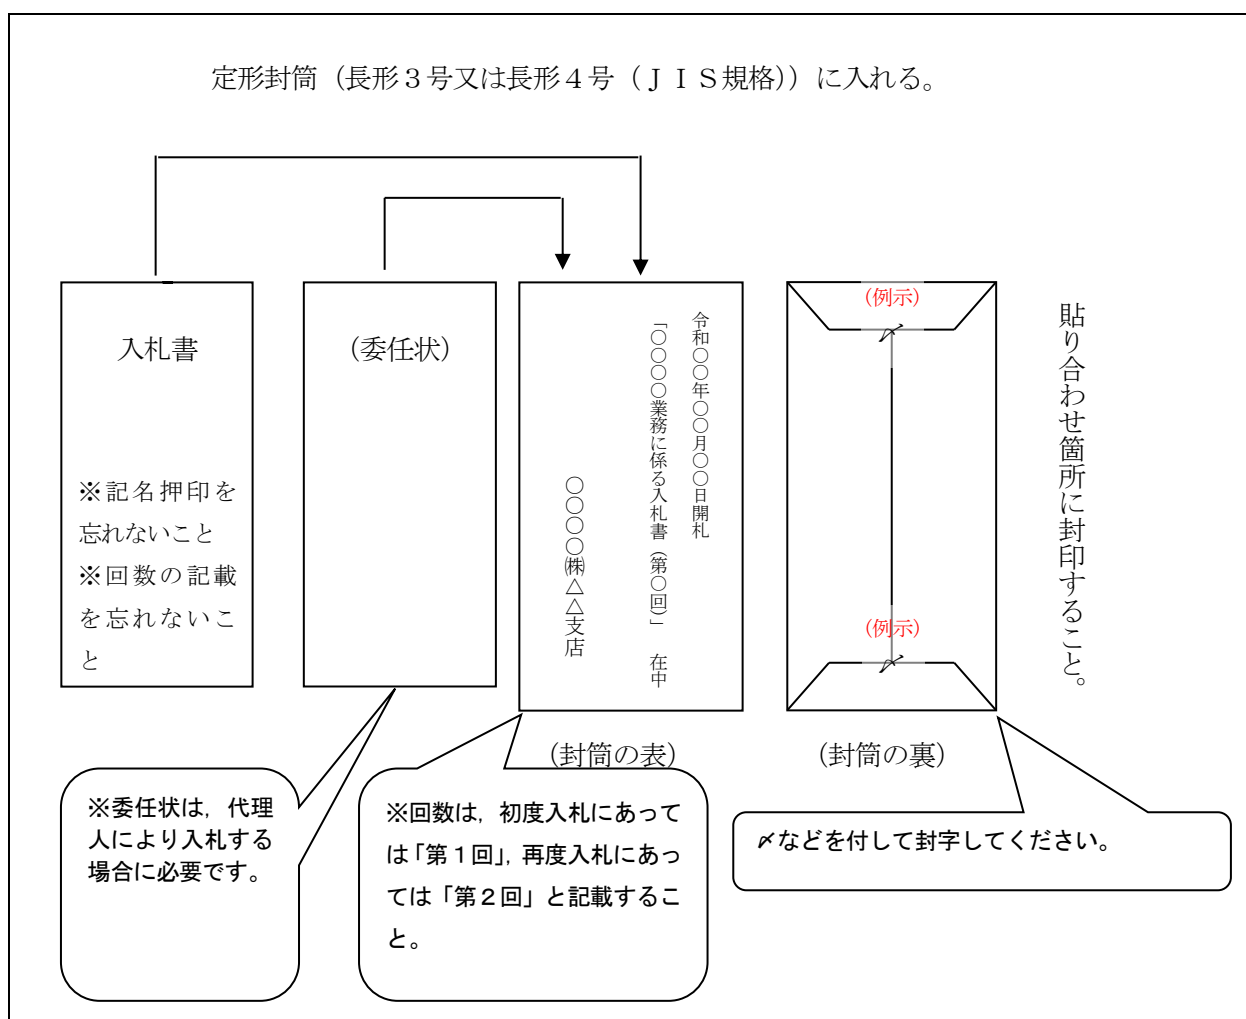 定形封筒（長形３号又は長形４号（ＪＩＳ規格））に入れる。
入札書
※記名押印を
忘れないこと
※回数の記載
を忘れないこ
と
（委任状）
令和〇〇年〇〇月〇〇日開札
「〇〇〇〇業務に係る入札書（第〇回）」　在中
〇〇〇〇㈱△△支店
（例示）
〆
（例示）
〆
貼り合わせ箇所に封印すること。
（封筒の表）
（封筒の裏）
※委任状は，代理
人により入札する
場合に必要です。
※回数は，初度入札にあって
は「第１回」，再度入札にあっ
ては「第２回」と記載するこ
と。
〆などを付して封字してください。